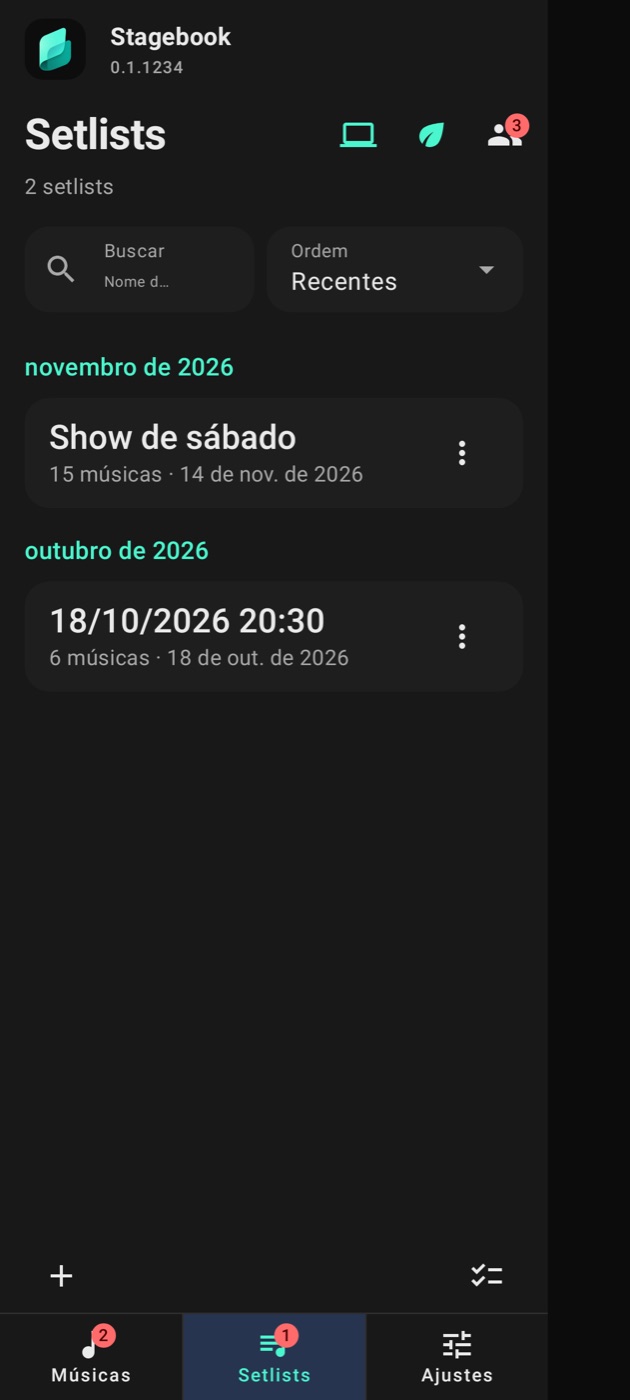 Stagebook
0.1.1234
Setlists
3
2 setlists
Buscar
Nome d...
Ordem
Recentes
novembro de 2026
Show de sábado
15 músicas · 14 de nov. de 2026
outubro de 2026
18/10/2026 20:30
6 músicas · 18 de out. de 2026
2
Músicas
1
Setlists
Ajustes